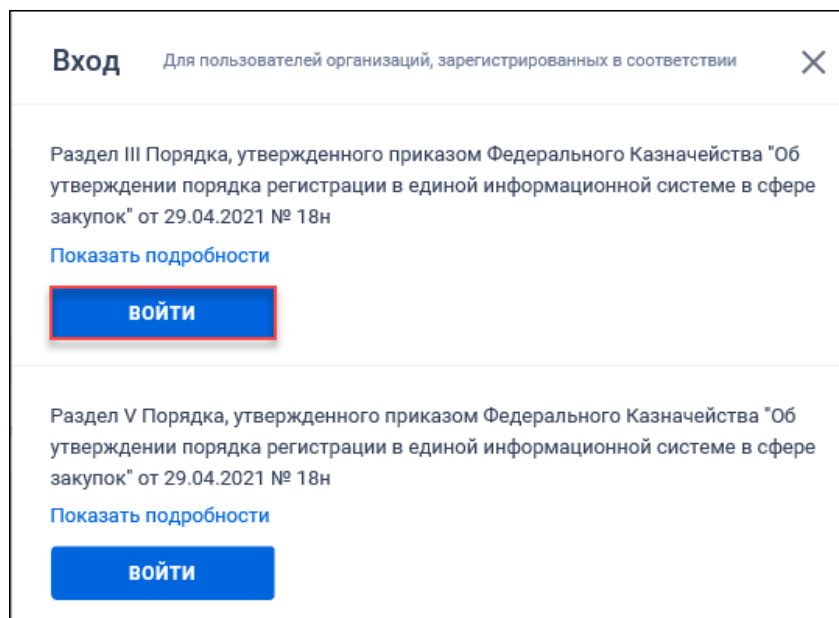 Вход Для пользователей организаций, зарегистрированных в соответствии
Раздел III Порядка, утвержденного приказом Федерального Казначейства "Об
утверждении порядка регистрации в единой информационной системе в сфере
закупок" от 29.04.2021 № 18н
Показать подробности
ВОЙТИ
Раздел V Порядка, утвержденного приказом Федерального Казначейства "Об
утверждении порядка регистрации в единой информационной системе в сфере
закупок" от 29.04.2021 № 18н
Показать подробности
ВОЙТИ